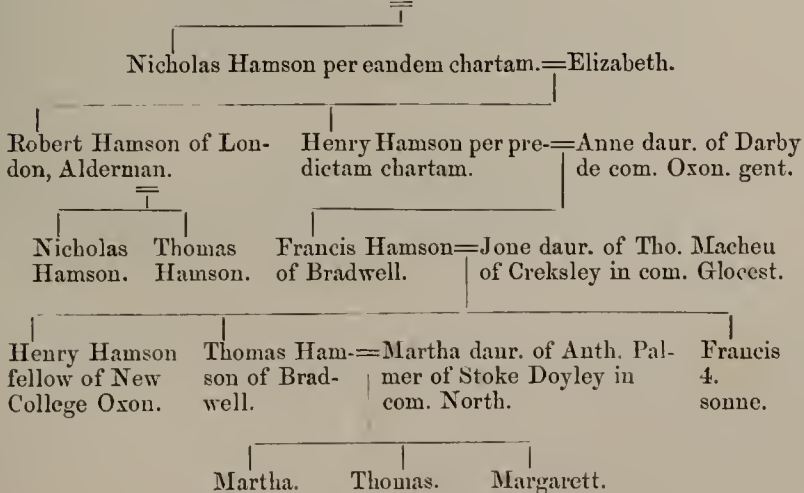 Nicholas Hamson per eandem chartam.=Elizabeth.
Robert Hamson of Lon-
don, Alderman.
Henry Hamson per pre-
dictam chartam.
=Anne daur. of Darby
de com. Oxon. gent.
Nicholas
Hamson.
Thomas
Hamson.
Francis Hamson
of Bradwell.
=Jone daur. of Tho. Macheu
of Creksley in com. Glocest.
Henry Hamson
fellow of New
College Oxon.
Thomas Ham-
son of Brad-
well.
=Martha daur. of Anth. Pal-
mer of Stoke Doyley in
com. North.
Francis
4.
sonne.
Martha. Thomas. Margarett.